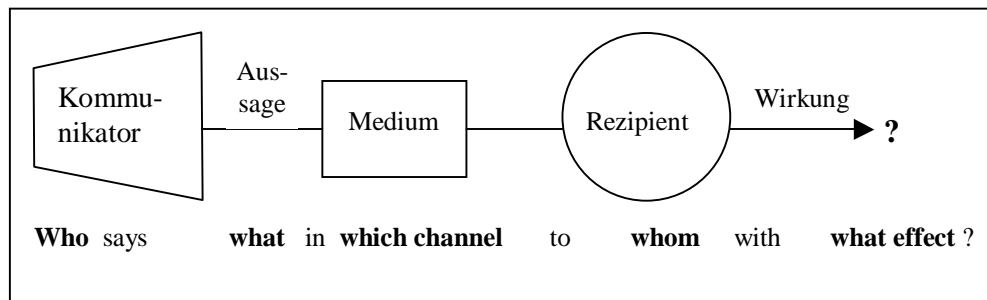 Kommu-
nikator
Aus-
sage
Medium
Rezipient
Wirkung
?
Who says what in which channel to whom with what effect ?